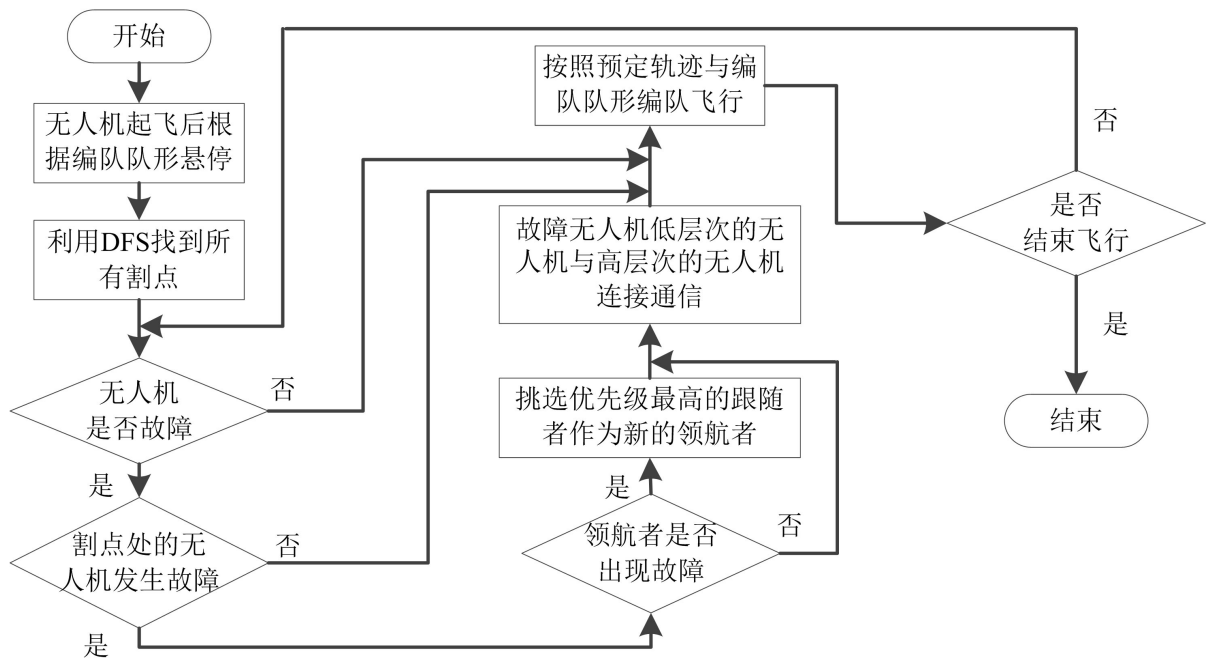 开始
无人机起飞后根
据编队队形悬停
利用DFS找到所
有割点
无人机
是否故障
否
是
割点处的无
人机发生故障
否
是
按照预定轨迹与编
队队形编队飞行
故障无人机低层次的无
人机与高层次的无人机
连接通信
挑选优先级最高的跟随
者作为新的领航者
是
领航者是否
出现故障
否
否
是否
结束飞行
是
结束